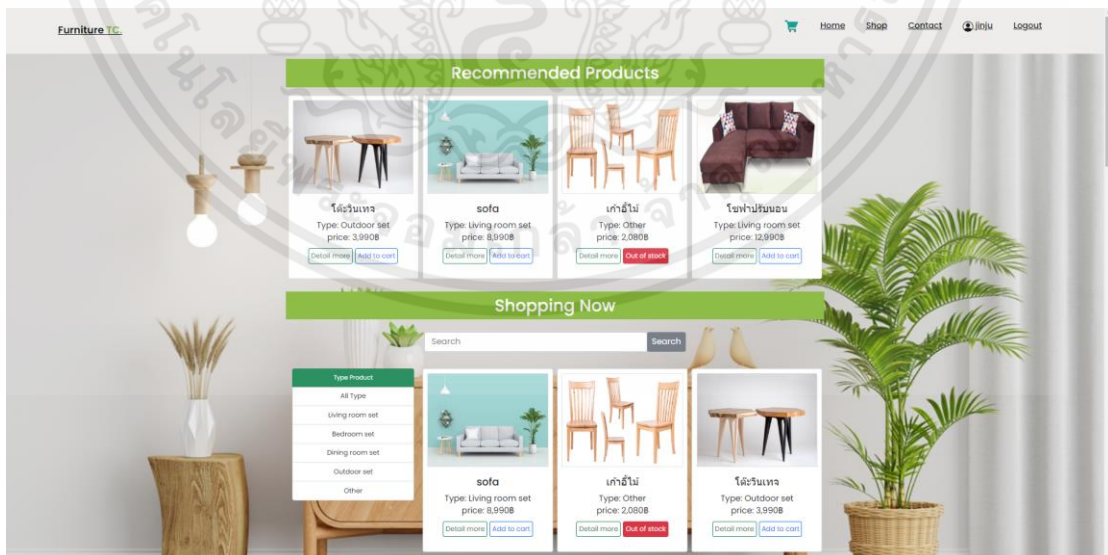 Furniture TC.
Home Shop Contact jinju Logout
Recommended Products
โต๊ะวินเทจ
Type: Outdoor set
price: 3,990฿
Detail more Add to cart
sofa
Type: Living room set
price: 8,990฿
Detail more Add to cart
เก้าอี้ไม้
Type: Other
price: 2,080฿
Detail more Out of stock
โซฟาปรับนอน
Type: Living room set
price: 12,990฿
Detail more Add to cart
Shopping Now
Search Search
Type Product
All Type
Living room set
Bedroom set
Dining room set
Outdoor set
Other
sofa
Type: Living room set
price: 8,990฿
Detail more Add to cart
เก้าอี้ไม้
Type: Other
price: 2,080฿
Detail more Out of stock
โต๊ะวินเทจ
Type: Outdoor set
price: 3,990฿
Detail more Add to cart